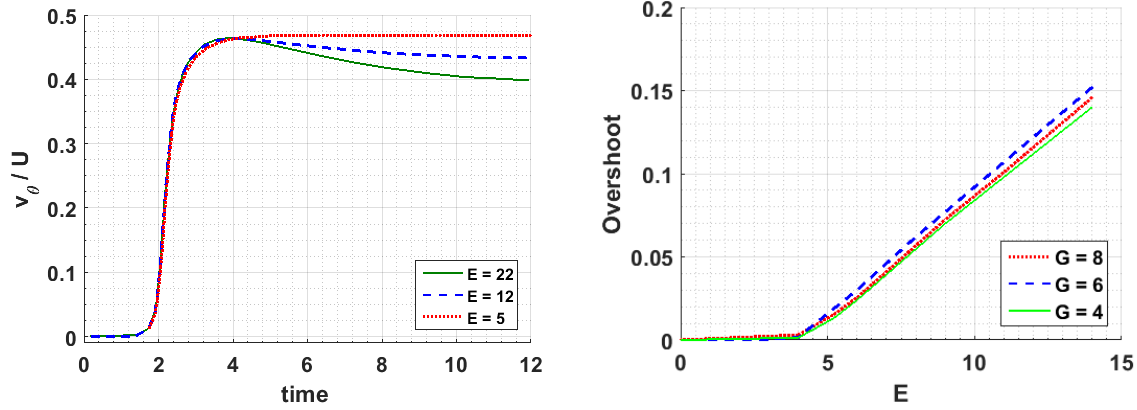 0.5
0.4
0.3
0.2
0.1
0
v_θ / U
0 2 4 6 8 10 12
time
E = 22
E = 12
E = 5
0.2
0.15
0.1
0.05
0
Overshoot
0 5 10 15
E
G = 8
G = 6
G = 4